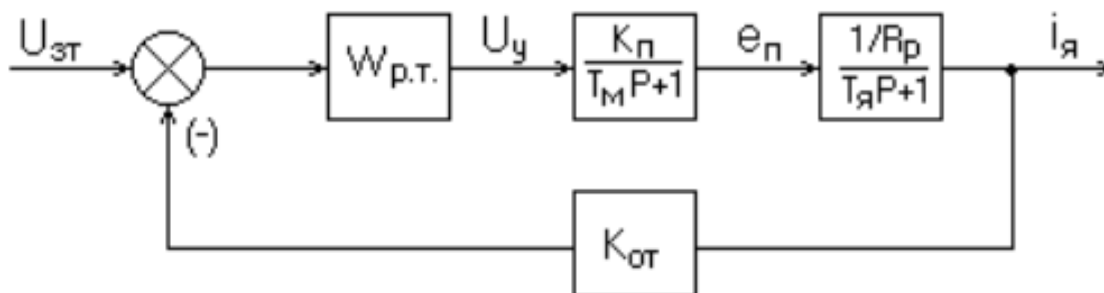 Uзт
Wр.т.
Uу
Kп
TмP+1
eп
1/Rр
TяP+1
iя
(-)
Kот